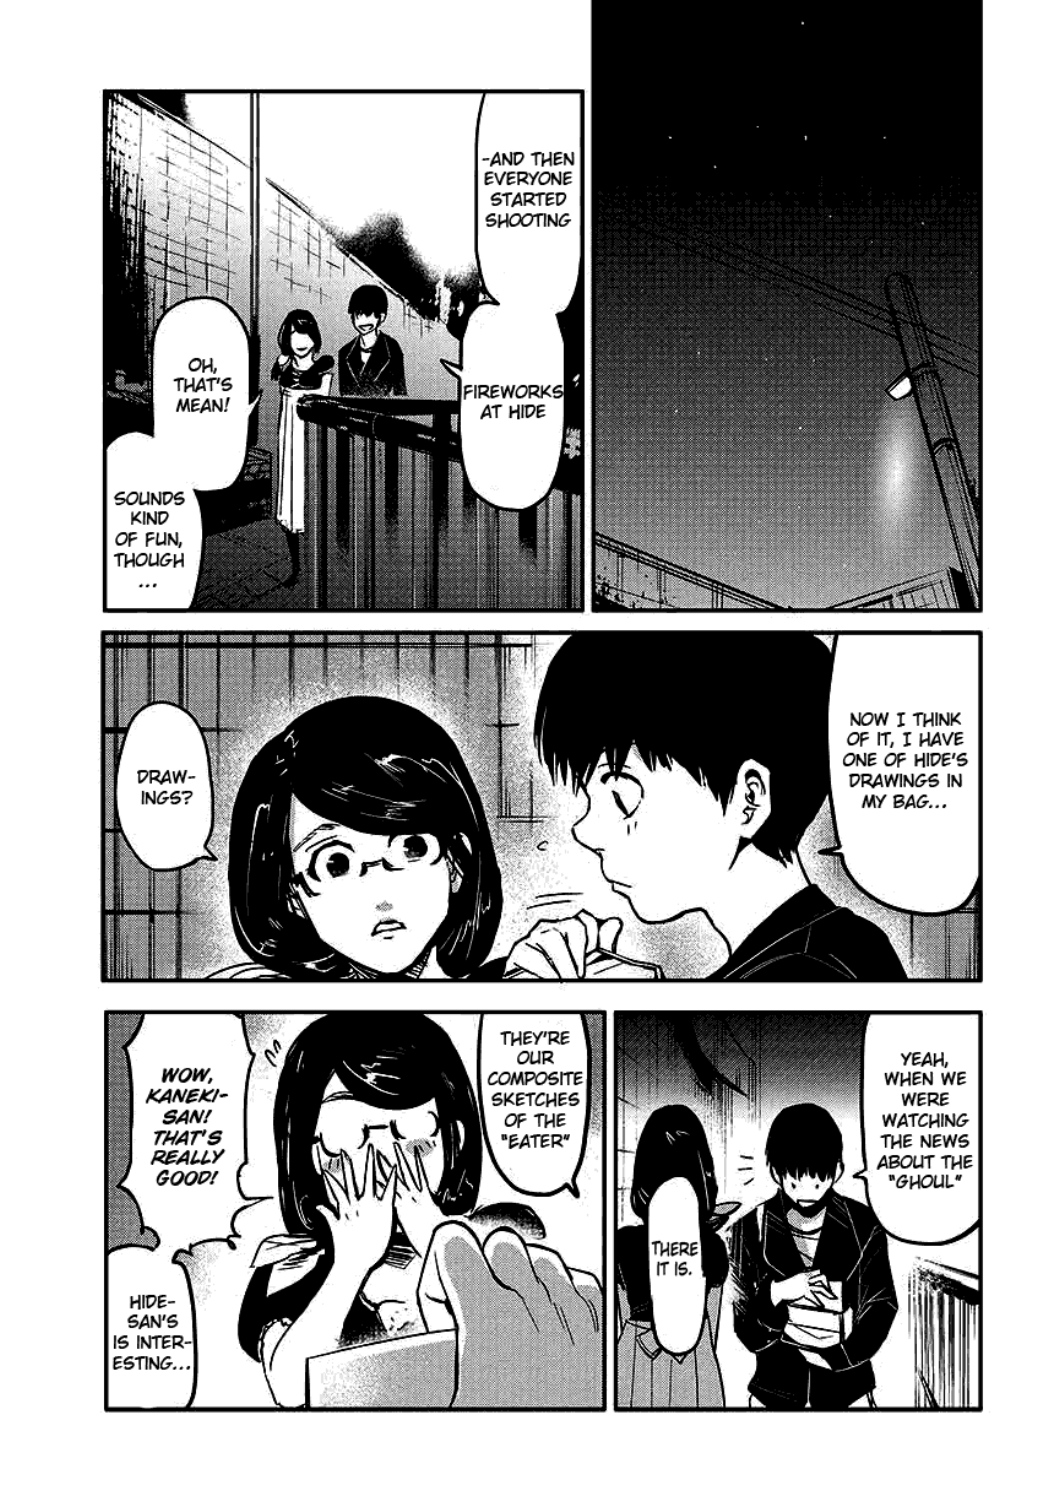 -AND THEN
EVERYONE
STARTED
SHOOTING
FIREWORKS
AT HIDE
OH,
THAT'S
MEAN!
SOUNDS
KIND
OF FUN,
THOUGH
...
NOW I THINK
OF IT, I HAVE
ONE OF HIDE'S
DRAWINGS IN
MY BAG...
DRAW-
INGS?
YEAH,
WHEN WE
WERE
WATCHING
THE NEWS
ABOUT THE
"GHOUL"
THERE
IT IS.
THEY'RE
OUR
COMPOSITE
SKETCHES
OF THE
"EATER"
WOW,
KANEKI-
SAN!
THAT'S
REALLY
GOOD!
HIDE-
SAN'S
IS INTER-
ESTING...